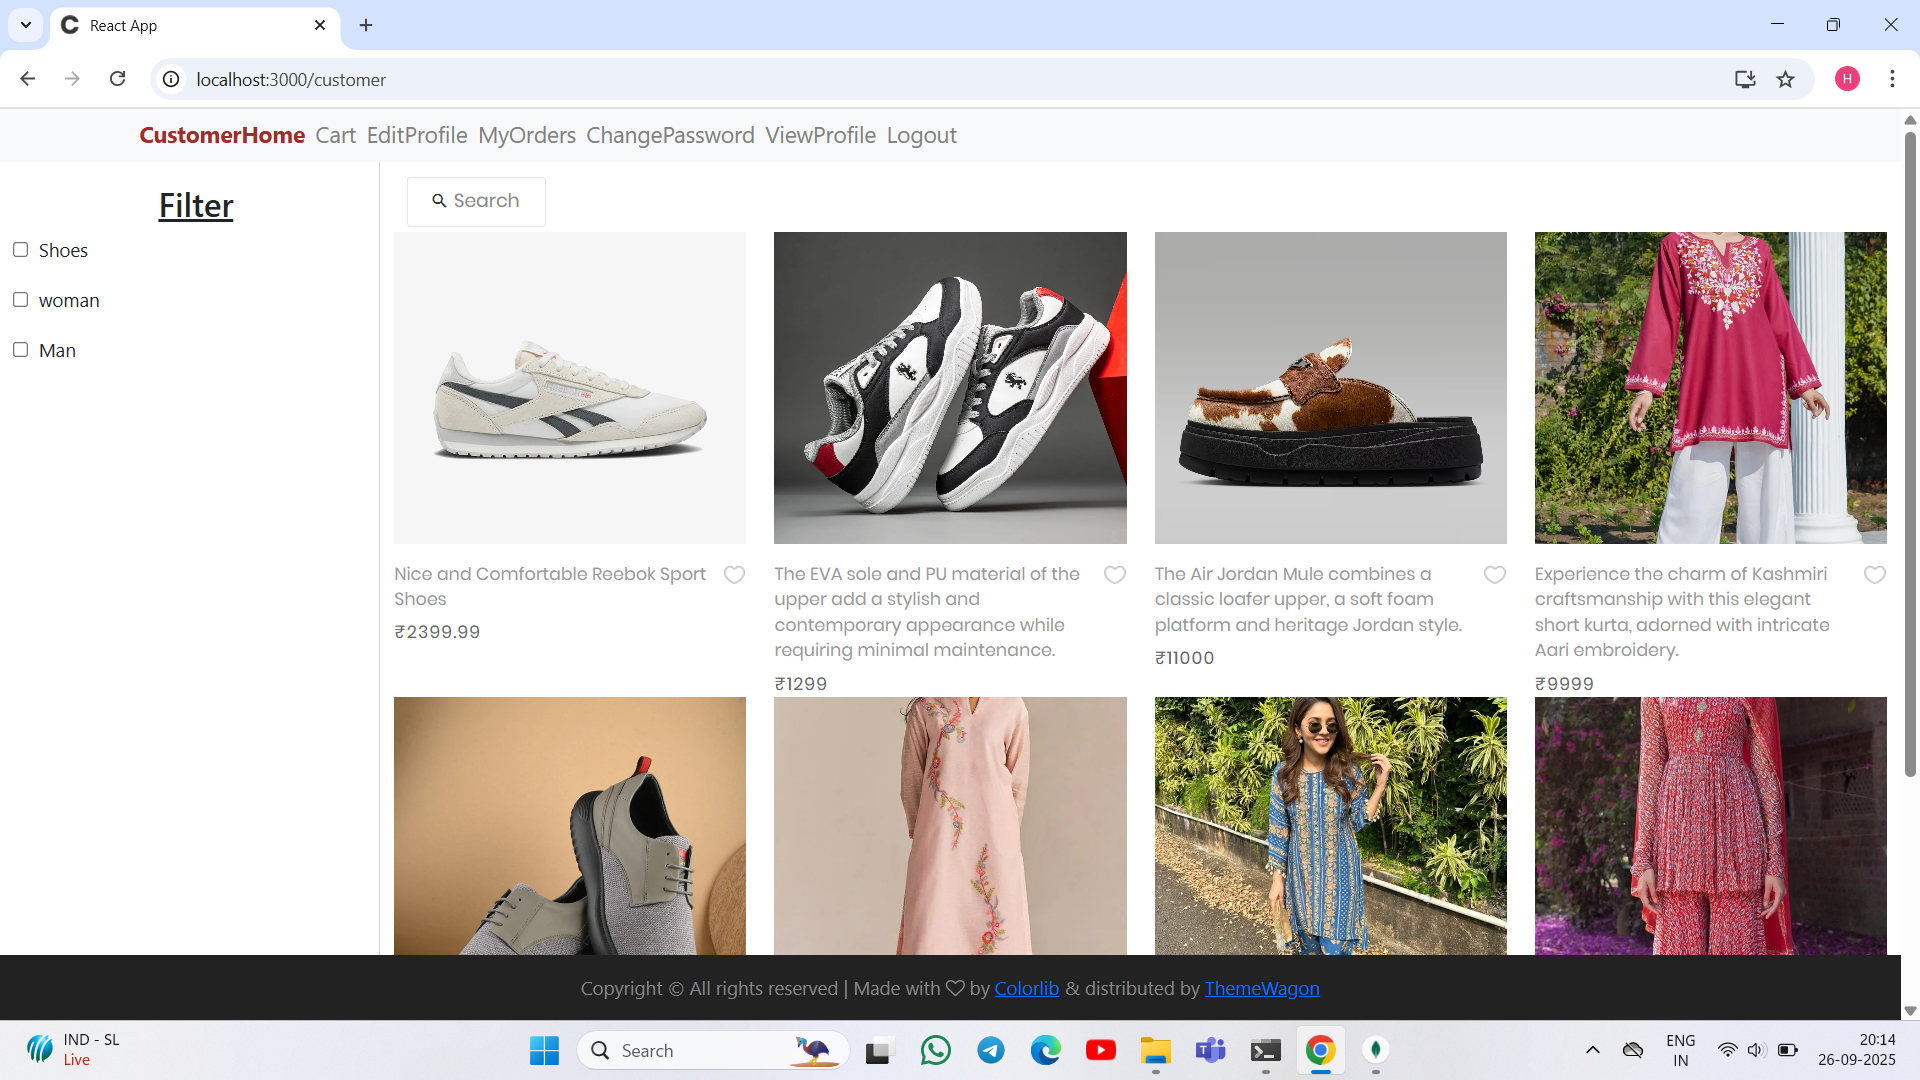 React App
localhost:3000/customer
H
CustomerHome Cart EditProfile MyOrders ChangePassword ViewProfile Logout
Filter
Shoes
woman
Man
Search
Nice and Comfortable Reebok Sport
Shoes
₹2399.99
The EVA sole and PU material of the
upper add a stylish and
contemporary appearance while
requiring minimal maintenance.
₹1299
The Air Jordan Mule combines a
classic loafer upper, a soft foam
platform and heritage Jordan style.
₹11000
Experience the charm of Kashmiri
craftsmanship with this elegant
short kurta, adorned with intricate
Aari embroidery.
₹9999
Copyright © All rights reserved | Made with ♡ by Colorlib & distributed by ThemeWagon
IND - SL
Live
Search
ENG
IN
20:14
26-09-2025